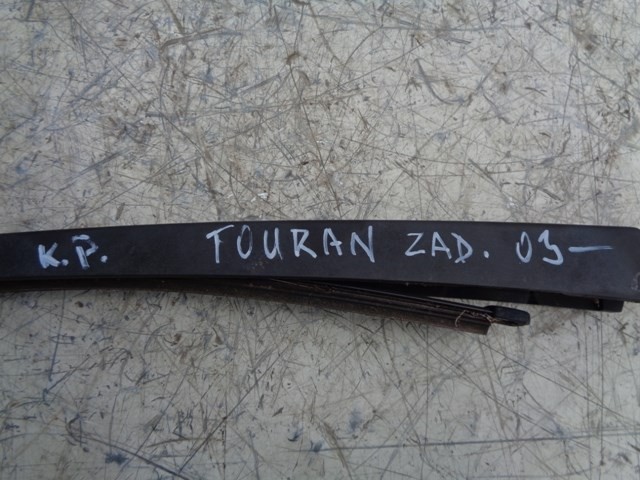 K.P. TOURAN ZAD. 03-